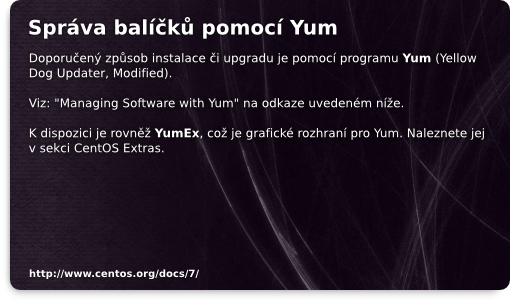 Správa balíčků pomocí Yum
Doporučený způsob instalace či upgradu je pomocí programu Yum (Yellow
Dog Updater, Modified).
Viz: "Managing Software with Yum" na odkaze uvedeném níže.
K dispozici je rovněž YumEx, což je grafické rozhraní pro Yum. Naleznete jej
v sekci CentOS Extras.
http://www.centos.org/docs/7/